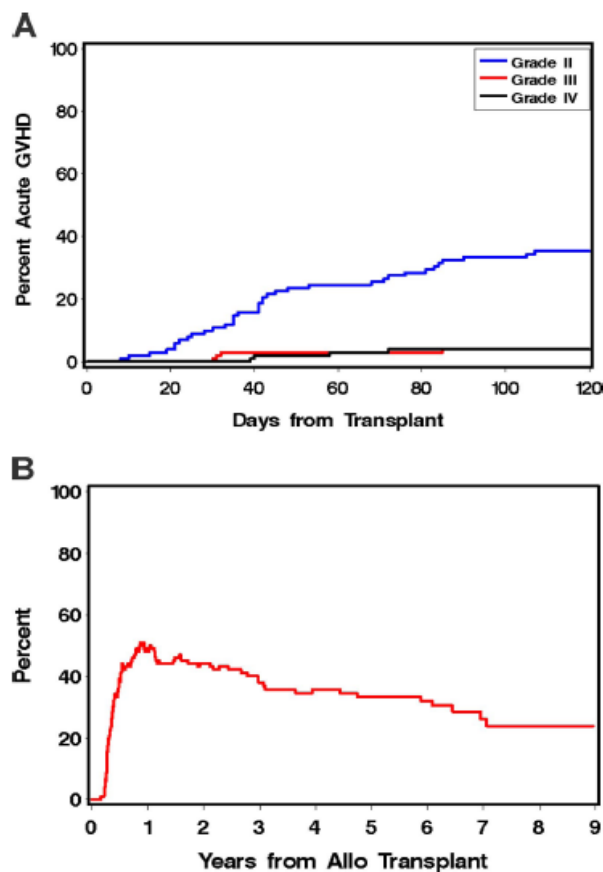 A
100
80
60
40
20
0
Percent Acute GVHD
Grade II
Grade III
Grade IV
0 20 40 60 80 100 120
Days from Transplant
B
100
80
60
40
20
0
Percent
0 1 2 3 4 5 6 7 8 9
Years from Allo Transplant